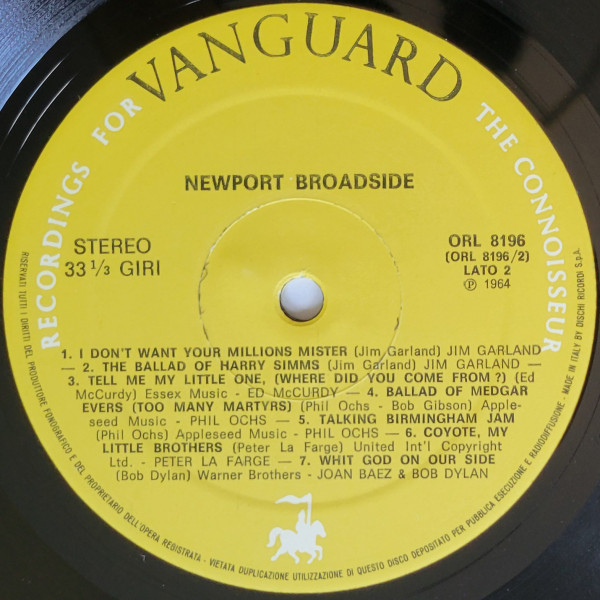 RECORDINGS FOR VANGUARD THE CONNOISSEUR
NEWPORT BROADSIDE
STEREO
33 1/3 GIRI
ORL 8196
(ORL 8196/2)
LATO 2
℗ 1964
1. I DON'T WANT YOUR MILLIONS MISTER (Jim Garland) JIM GARLAND
— 2. THE BALLAD OF HARRY SIMMS (Jim Garland) JIM GARLAND —
3. TELL ME MY LITTLE ONE, (WHERE DID YOU COME FROM?) (Ed
McCurdy) Essex Music - ED McCURDY — 4. BALLAD OF MEDGAR
EVERS (TOO MANY MARTYRS) (Phil Ochs - Bob Gibson) Apple-
seed Music - PHIL OCHS — 5. TALKING BIRMINGHAM JAM
(Phil Ochs) Appleseed Music - PHIL OCHS — 6. COYOTE, MY
LITTLE BROTHERS (Peter La Farge) United Int'l Copyright
Ltd. - PETER LA FARGE — 7. WHIT GOD ON OUR SIDE
(Bob Dylan) Warner Brothers - JOAN BAEZ & BOB DYLAN
RISERVATI TUTTI I DIRITTI DEL PRODUTTORE FONOGRAFICO E DEL PROPRIETARIO DELL'OPERA REGISTRATA - VIETATA DUPLICAZIONE UTILIZZAZIONE DI QUESTO DISCO DEPOSITATO PER PUBBLICA ESECUZIONE E RADIODIFFUSIONE - MADE IN ITALY BY DISCHI RICORDI S.p.A.